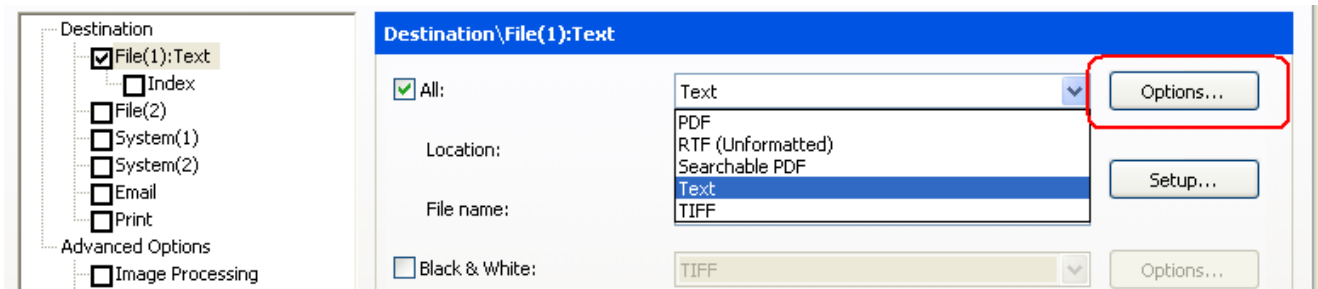 Destination
File(1):Text
Index
File(2)
System(1)
System(2)
Email
Print
Advanced Options
Image Processing
Destination\File(1):Text
All:
Text
Options...
PDF
RTF (Unformatted)
Searchable PDF
Text
TIFF
Location:
Setup...
File name:
Black & White:
TIFF
Options...